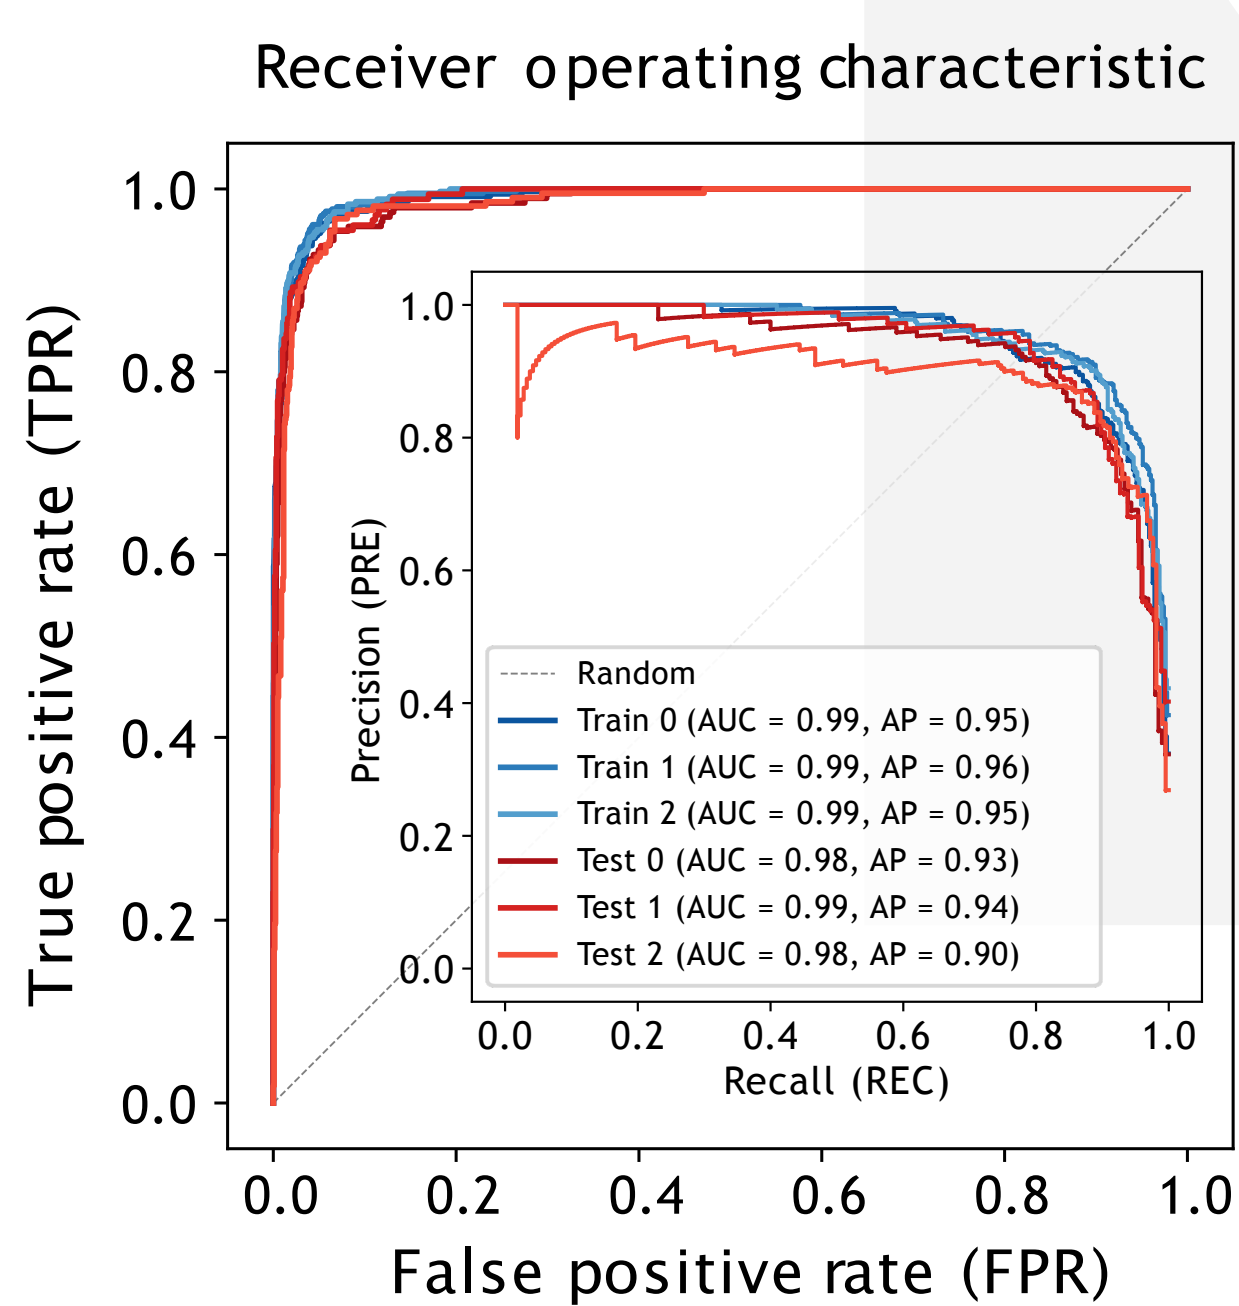 Receiver operating characteristic
True positive rate (TPR)
1.0
0.8
0.6
0.4
0.2
0.0
Precision (PRE)
1.0
0.8
0.6
0.4
0.2
0.0
Random
Train 0 (AUC = 0.99, AP = 0.95)
Train 1 (AUC = 0.99, AP = 0.96)
Train 2 (AUC = 0.99, AP = 0.95)
Test 0 (AUC = 0.98, AP = 0.93)
Test 1 (AUC = 0.99, AP = 0.94)
Test 2 (AUC = 0.98, AP = 0.90)
0.0 0.2 0.4 0.6 0.8 1.0
Recall (REC)
0.0 0.2 0.4 0.6 0.8 1.0
False positive rate (FPR)